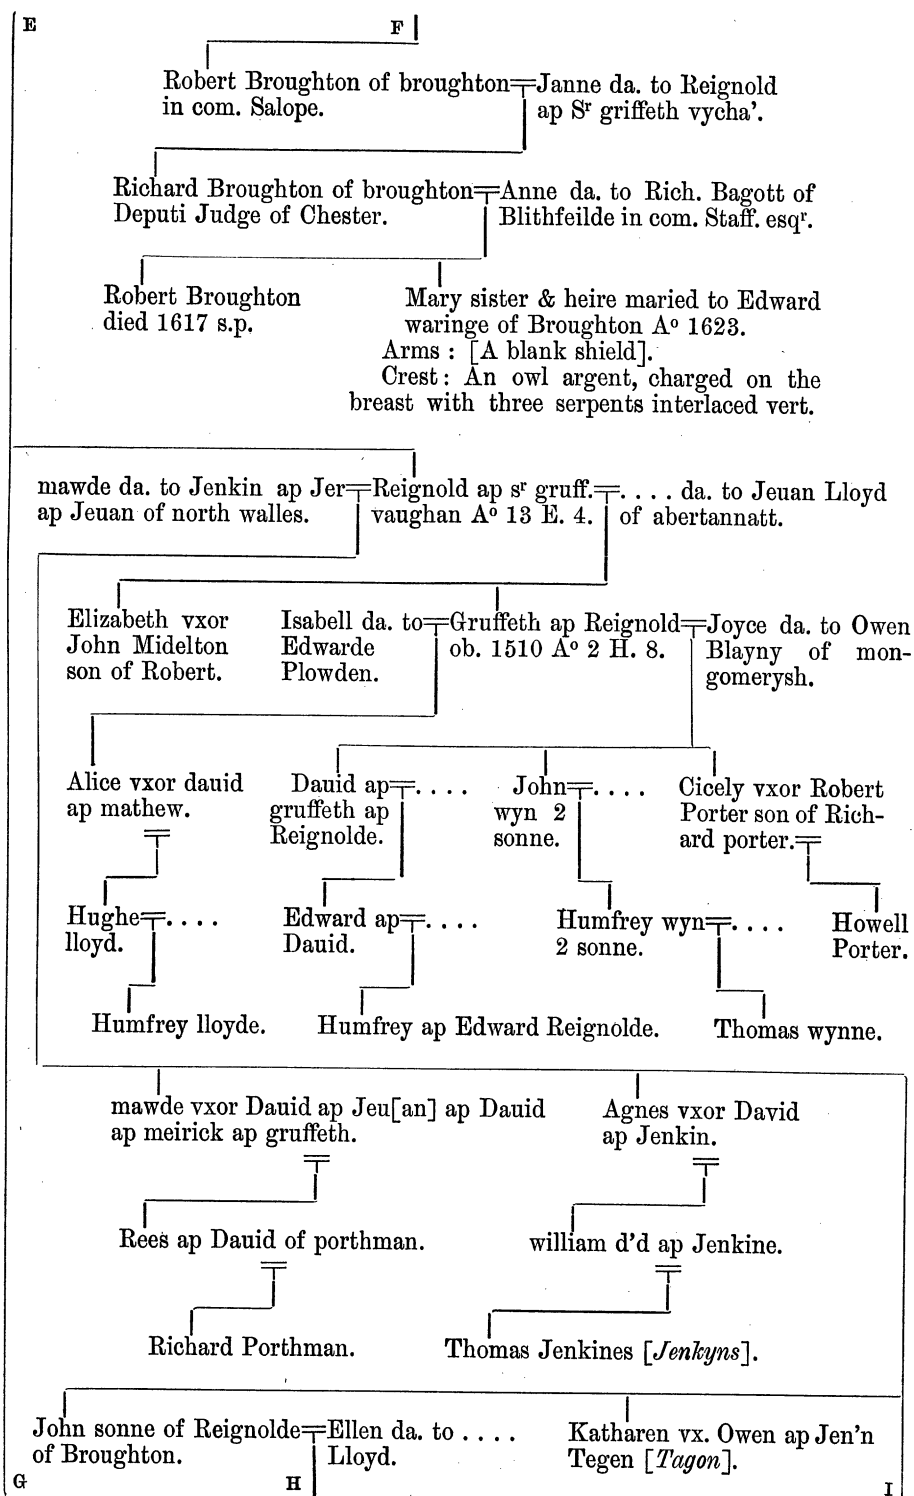 E F
Robert Broughton of broughton Janne da. to Reignold
in com. Salope. ap Sʳ griffeth vycha'.
Richard Broughton of broughton Anne da. to Rich. Bagott of
Deputi Judge of Chester. Blithfeilde in com. Staff. esqʳ.
Robert Broughton Mary sister & heire maried to Edward
died 1617 s.p. waringe of Broughton Aᵒ 1623.
Arms : [A blank shield].
Crest : An owl argent, charged on the
breast with three serpents interlaced vert.
mawde da. to Jenkin ap Jer Reignold ap sʳ gruff. . . . . da. to Jeuan Lloyd
ap Jeuan of north walles. vaughan Aᵒ 13 E. 4. of abertannatt.
Elizabeth vxor Isabell da. to Gruffeth ap Reignold Joyce da. to Owen
John Midelton Edwarde ob. 1510 Aᵒ 2 H. 8. Blayny of mon-
son of Robert. Plowden. gomerysh.
Alice vxor dauid Dauid ap . . . . John . . . . Cicely vxor Robert
ap mathew. gruffeth ap wyn 2 Porter son of Rich-
Reignolde. sonne. ard porter.
Hughe . . . . Edward ap . . . . Humfrey wyn . . . . Howell
lloyd. Dauid. 2 sonne. Porter.
Humfrey lloyde. Humfrey ap Edward Reignolde. Thomas wynne.
mawde vxor Dauid ap Jeu[an] ap Dauid Agnes vxor David
ap meirick ap gruffeth. ap Jenkin.
Rees ap Dauid of porthman. william d'd ap Jenkine.
Richard Porthman. Thomas Jenkines [Jenkyns].
John sonne of Reignolde Ellen da. to . . . . Katharen vx. Owen ap Jen'n
of Broughton. Lloyd. Tegen [Tagon].
G H I